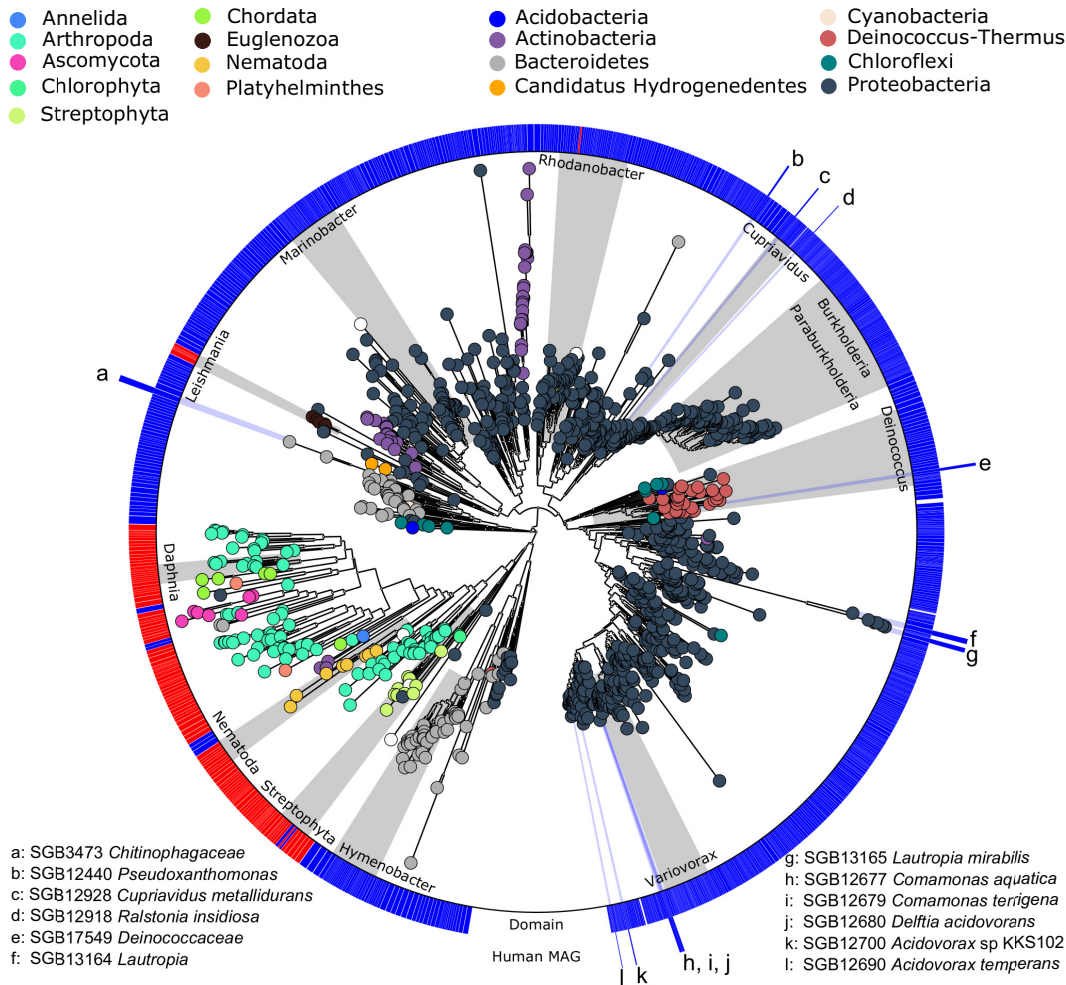 Annelida
Arthropoda
Ascomycota
Chlorophyta
Streptophyta
Chordata
Euglenozoa
Nematoda
Platyhelminthes
Acidobacteria
Actinobacteria
Bacteroidetes
Candidatus Hydrogenedentes
Cyanobacteria
Deinococcus-Thermus
Chloroflexi
Proteobacteria
Rhodanobacter
Marinobacter
Cupriavidus
Burkholderia
Paraburkholderia
Deinococcus
Leishmania
Daphnia
Nematoda
Streptophyta
Hymenobacter
Variovorax
Domain
Human MAG
a
b
c
d
e
f
g
h, i, j
k
l
a: SGB3473 Chitinophagaceae
b: SGB12440 Pseudoxanthomonas
c: SGB12928 Cupriavidus metallidurans
d: SGB12918 Ralstonia insidiosa
e: SGB17549 Deinococcaceae
f: SGB13164 Lautropia
g: SGB13165 Lautropia mirabilis
h: SGB12677 Comamonas aquatica
i: SGB12679 Comamonas terrigena
j: SGB12680 Delftia acidovorans
k: SGB12700 Acidovorax sp KKS102
l: SGB12690 Acidovorax temperans